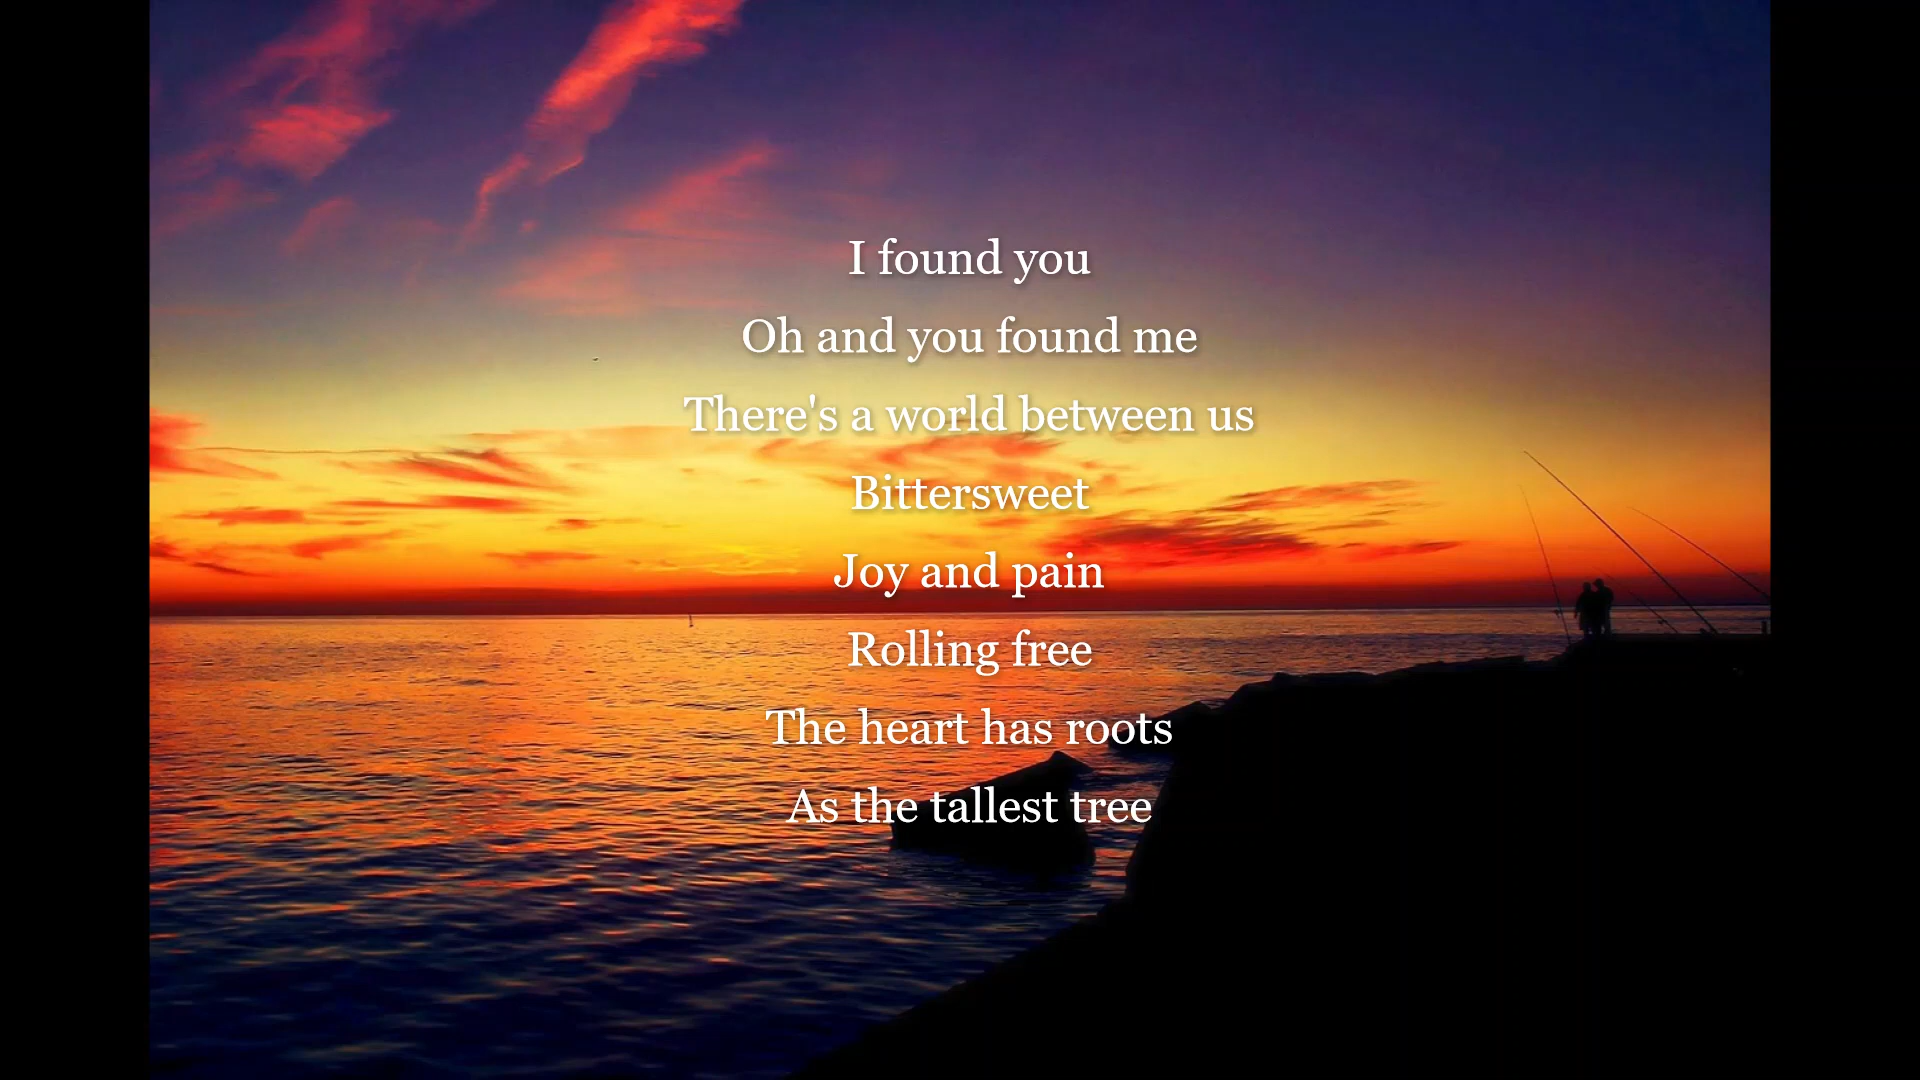 I found you
Oh and you found me
There's a world between us
Bittersweet
Joy and pain
Rolling free
The heart has roots
As the tallest tree